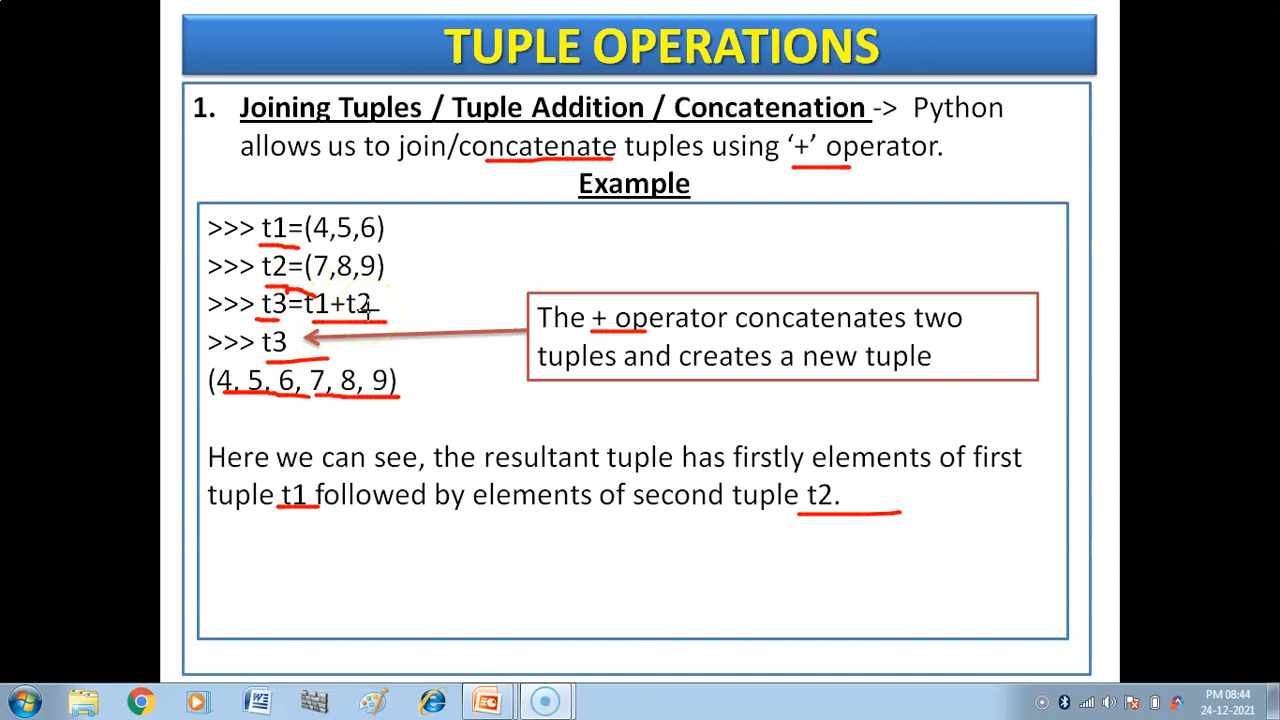 TUPLE OPERATIONS
1. Joining Tuples / Tuple Addition / Concatenation -> Python
allows us to join/concatenate tuples using ‘+’ operator.
Example
>>> t1=(4,5,6)
>>> t2=(7,8,9)
>>> t3=t1+t2
>>> t3
(4, 5, 6, 7, 8, 9)
The + operator concatenates two
tuples and creates a new tuple
Here we can see, the resultant tuple has firstly elements of first
tuple t1 followed by elements of second tuple t2.
PM 08:44
24-12-2021